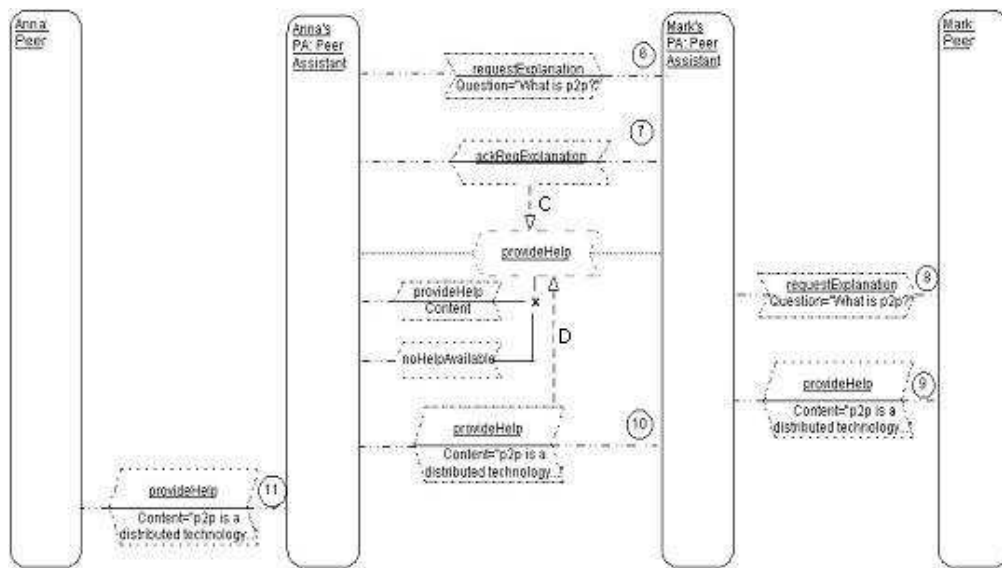 Anna:
Peer
Anna's
PA: Peer
Assistant
Mark's
PA: Peer
Assistant
Mark:
Peer
6
requestExplanation
Question="What is p2p?"
7
ackReqExplanation
C
provideHelp
8
requestExplanation
Question="What is p2p?"
provideHelp
Content
x
D
noHelpAvailable
9
provideHelp
Content="p2p is a
distributed technology...
10
provideHelp
Content="p2p is a
distributed technology...
11
provideHelp
Content="p2p is a
distributed technology...